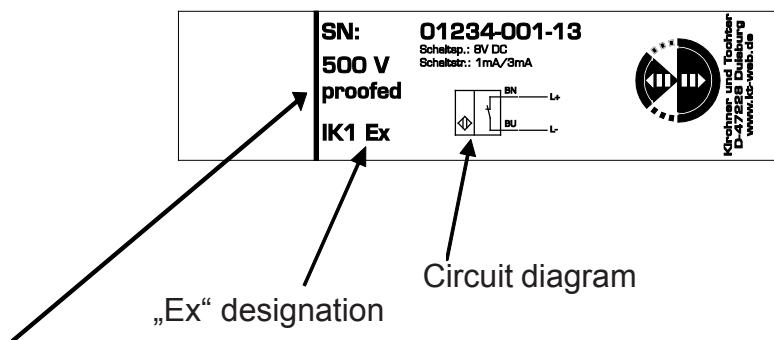 SN: 01234-001-13
Schaltsp.: 8V DC
Schaltstr.: 1mA/3mA
500 V
proofed
IK1 Ex
BN
L+
BU
L-
Kirchner und Tochter
D-47228 Duisburg
www.kt-web.de
„Ex“ designation
Circuit diagram